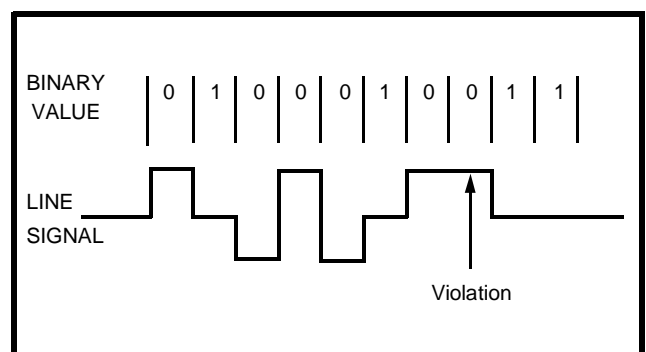 BINARY
VALUE
0 1 0 0 0 1 0 0 1 1
LINE
SIGNAL
Violation